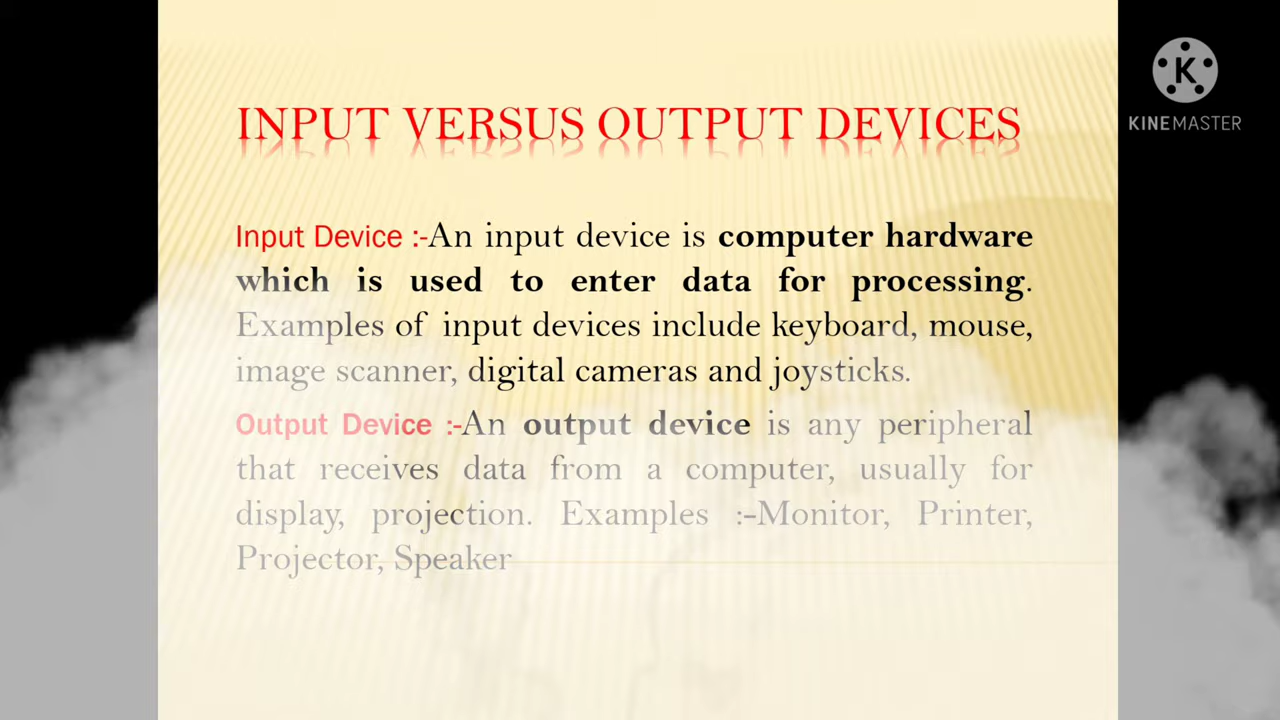 INPUT VERSUS OUTPUT DEVICES
K
KINEMASTER
Input Device :-An input device is computer hardware
which is used to enter data for processing.
Examples of input devices include keyboard, mouse,
image scanner, digital cameras and joysticks.
Output Device :-An output device is any peripheral
that receives data from a computer, usually for
display, projection. Examples :-Monitor, Printer,
Projector, Speaker